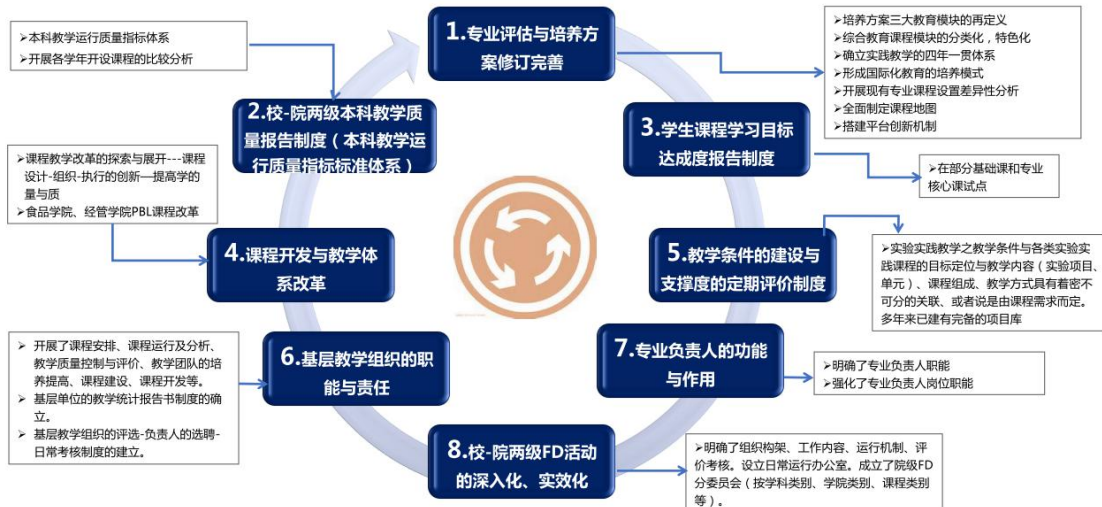 1.专业评估与培养方
案修订完善
➢本科教学运行质量指标体系
➢开展各学年开设课程的比较分析
➢培养方案三大教育模块的再定义
➢综合教育课程模块的分类化，特色化
➢确立实践教学的四年一贯体系
➢形成国际化教育的培养模式
➢开展现有专业课程设置差异性分析
➢全面制定课程地图
➢搭建平台创新机制
2.校-院两级本科教学质
量报告制度（本科教学运
行质量指标标准体系）
3.学生课程学习目标
达成度报告制度
➢课程教学改革的探索与展开---课程
设计-组织-执行的创新—提高学的
量与质
➢食品学院、经管学院PBL课程改革
➢在部分基础课和专业
核心课试点
4.课程开发与教学体
系改革
5.教学条件的建设与
支撑度的定期评价制度
➢实验实践教学之教学条件与各类实验实
践课程的目标定位与教学内容（实验项目、
单元）、课程组成、教学方式具有着密不
可分的关联、或者说是由课程需求而定。
多年来已建有完备的项目库
➢ 开展了课程安排、课程运行及分析、
教学质量控制与评价、教学团队的培
养提高、课程建设、课程开发等。
➢ 基层单位的教学统计报告书制度的确
立。
➢ 基层教学组织的评选-负责人的选聘-
日常考核制度的建立。
6.基层教学组织的职
能与责任
7.专业负责人的功能
与作用
➢明确了专业负责人职能
➢强化了专业负责人岗位职能
8.校-院两级FD活动
的深入化、实效化
➢明确了组织构架、工作内容、运行机制、评
价考核。设立日常运行办公室。成立了院级FD
分委员会（按学科类别、学院类别、课程类别
等）。